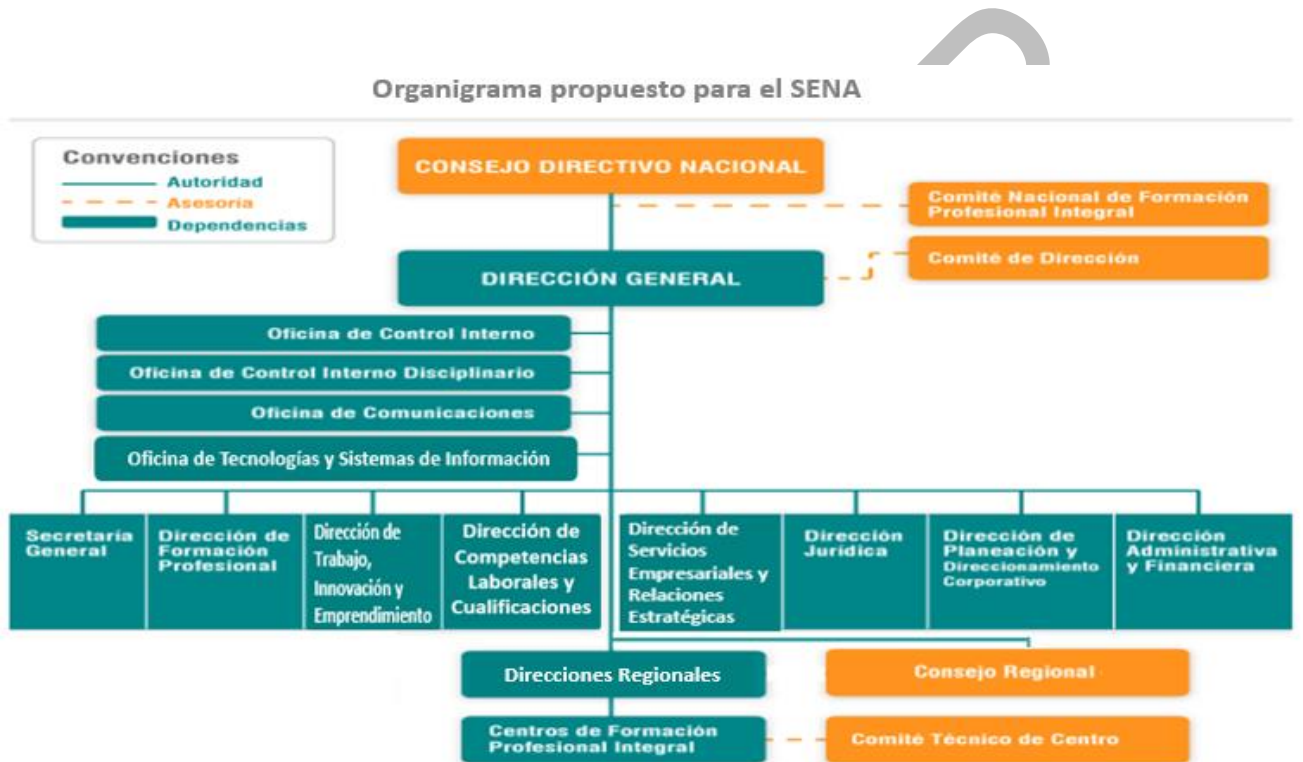 Organigrama propuesto para el SENA
Convenciones
Autoridad
Asesoría
Dependencias
CONSEJO DIRECTIVO NACIONAL
Comité Nacional de Formación
Profesional Integral
DIRECCIÓN GENERAL
Comité de Dirección
Oficina de Control Interno
Oficina de Control Interno Disciplinario
Oficina de Comunicaciones
Oficina de Tecnologías y Sistemas de Información
Secretaría
General
Dirección de
Formación
Profesional
Dirección de
Trabajo,
Innovación y
Emprendimiento
Dirección de
Competencias
Laborales y
Cualificaciones
Dirección de
Servicios
Empresariales y
Relaciones
Estratégicas
Dirección
Jurídica
Dirección de
Planeación y
Direccionamiento
Corporativo
Dirección
Administrativa
y Financiera
Direcciones Regionales
Consejo Regional
Centros de Formación
Profesional Integral
Comité Técnico de Centro